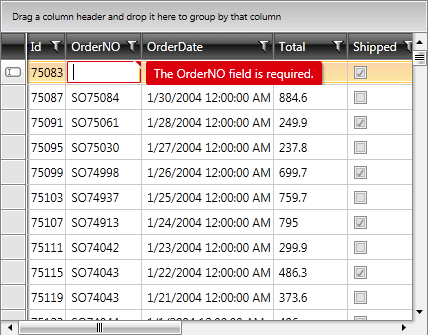 Drag a column header and drop it here to group by that column
Id OrderNO OrderDate Total Shipped
75083 The OrderNO field is required.
75087 SO75084 1/30/2004 12:00:00 AM 884.6
75091 SO75061 1/28/2004 12:00:00 AM 249.9
75095 SO75030 1/27/2004 12:00:00 AM 237.8
75099 SO74998 1/26/2004 12:00:00 AM 699.7
75103 SO74937 1/25/2004 12:00:00 AM 759.7
75107 SO74913 1/24/2004 12:00:00 AM 795
75111 SO74042 1/23/2004 12:00:00 AM 299.9
75115 SO74043 1/22/2004 12:00:00 AM 486.3
75119 SO74043 1/21/2004 12:00:00 AM 373.6